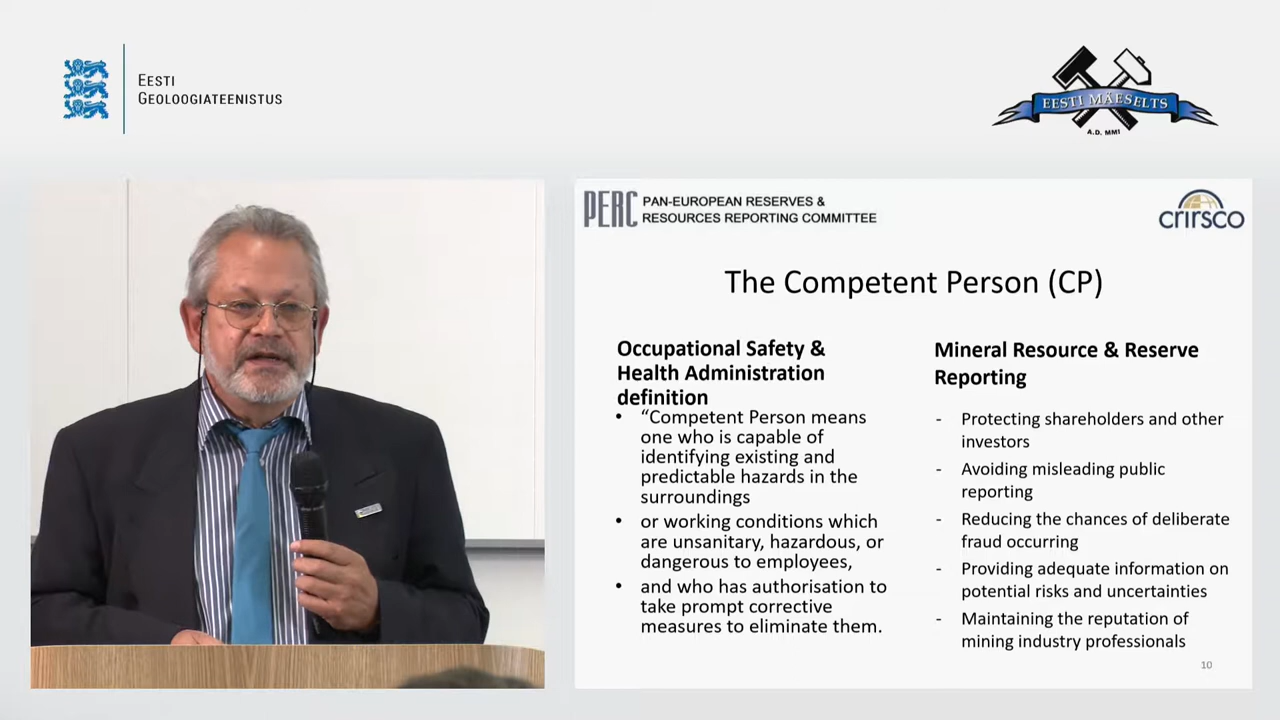 EESTI
GEOLOOGIATEENISTUS
EESTI MÄESELTS
A.D. MMI
PERC PAN-EUROPEAN RESERVES &
RESOURCES REPORTING COMMITTEE
crirsco
The Competent Person (CP)
Occupational Safety &
Health Administration
definition
• “Competent Person means
one who is capable of
identifying existing and
predictable hazards in the
surroundings
• or working conditions which
are unsanitary, hazardous, or
dangerous to employees,
• and who has authorisation to
take prompt corrective
measures to eliminate them.
Mineral Resource & Reserve
Reporting
- Protecting shareholders and other
investors
- Avoiding misleading public
reporting
- Reducing the chances of deliberate
fraud occurring
- Providing adequate information on
potential risks and uncertainties
- Maintaining the reputation of
mining industry professionals
10